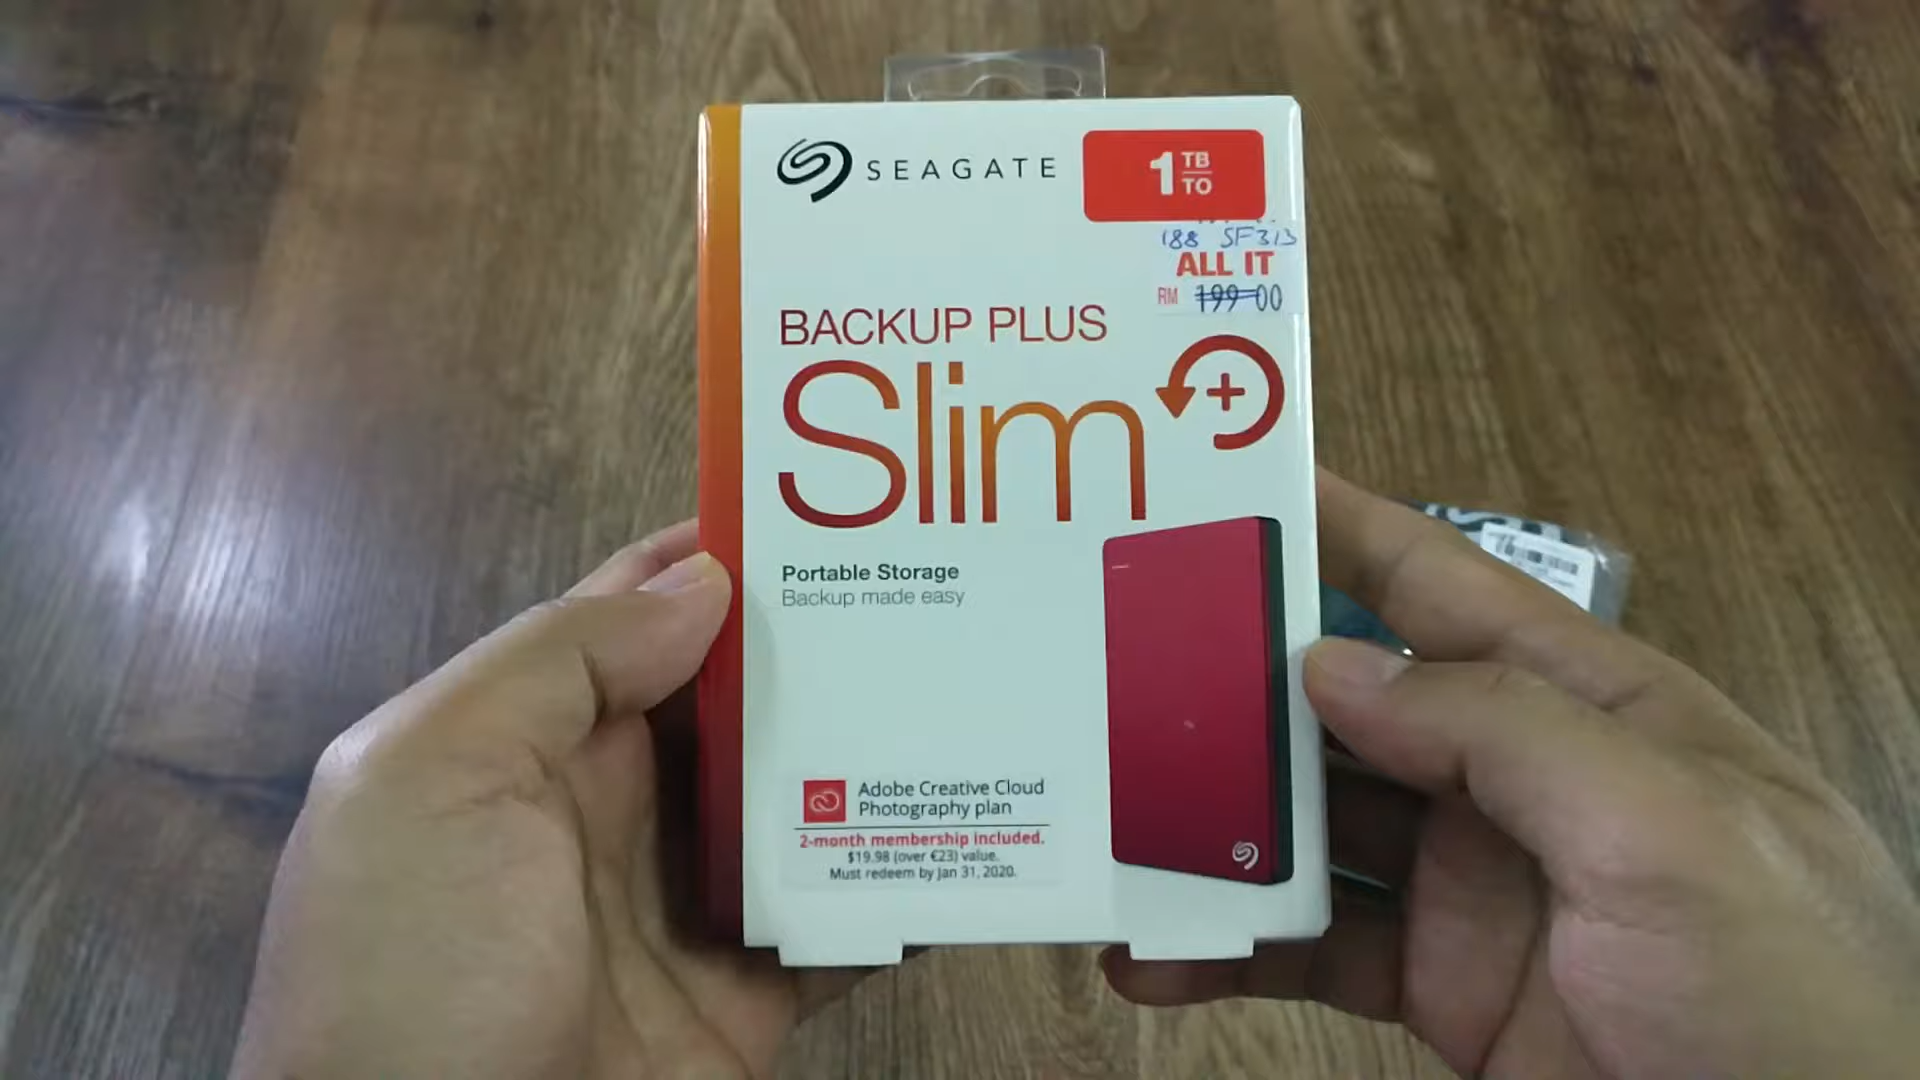 SEAGATE
1 TB
TO
188 SF313
ALL IT
RM 199-00
BACKUP PLUS
Slim
Portable Storage
Backup made easy
Adobe Creative Cloud
Photography plan
2-month membership included.
$19.98 (over €23) value.
Must redeem by Jan 31, 2020.